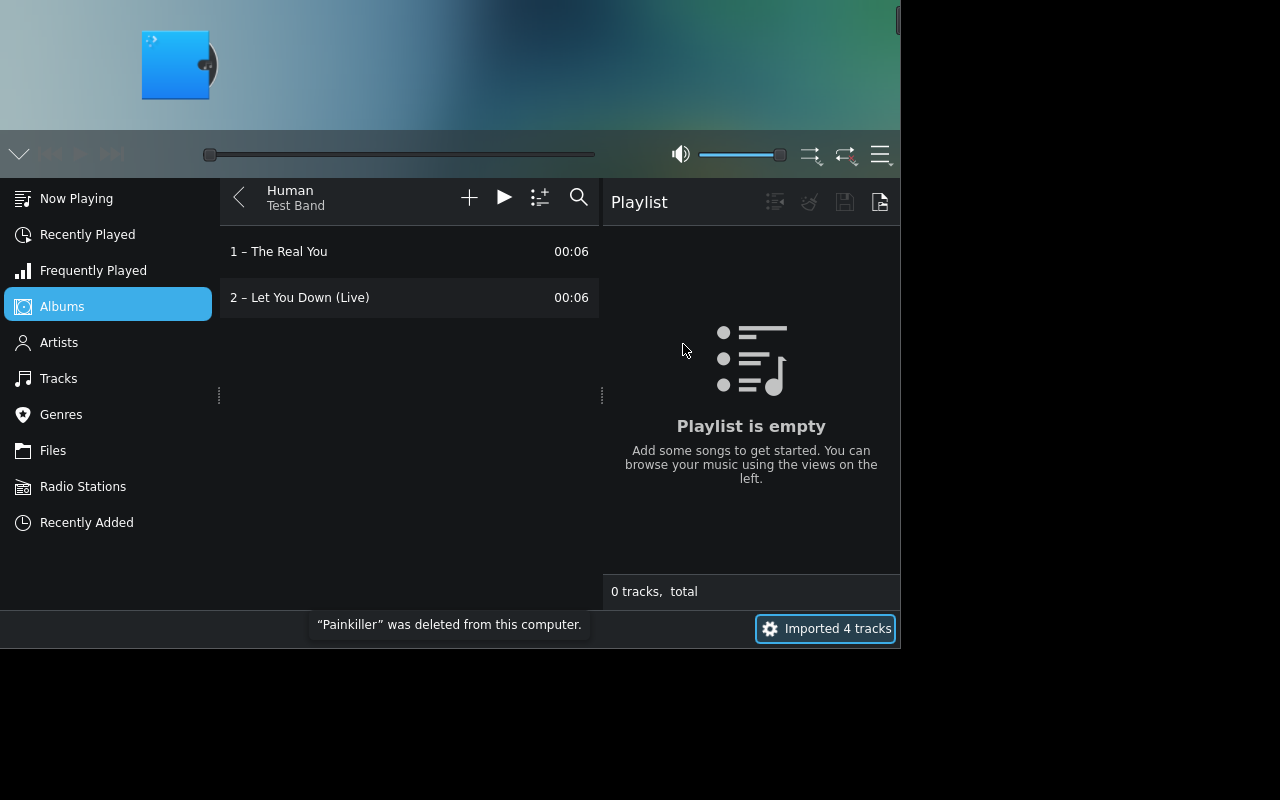 Now Playing
Recently Played
Frequently Played
Albums
Artists
Tracks
Genres
Files
Radio Stations
Recently Added
Human
Test Band
1 – The Real You 00:06
2 – Let You Down (Live) 00:06
Playlist
Playlist is empty
Add some songs to get started. You can
browse your music using the views on the
left.
0 tracks,  total
“Painkiller” was deleted from this computer.
Imported 4 tracks